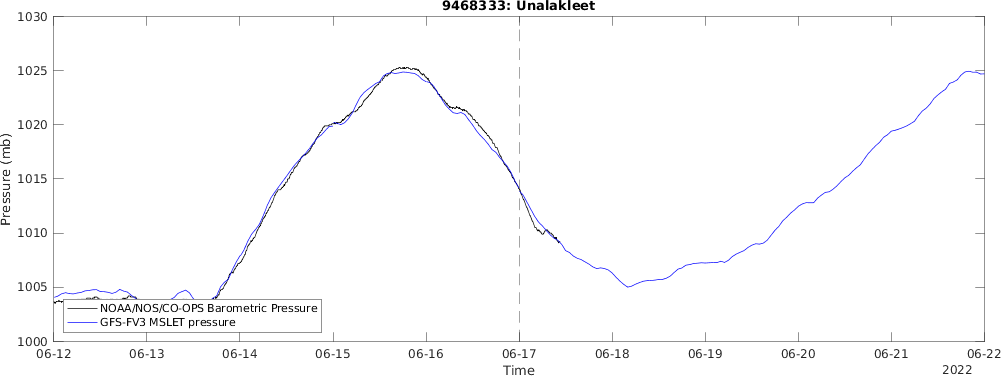 9468333: Unalakleet
Pressure (mb)
1030
1025
1020
1015
1010
1005
1000
NOAA/NOS/CO-OPS Barometric Pressure
GFS-FV3 MSLET pressure
06-12 06-13 06-14 06-15 06-16 06-17 06-18 06-19 06-20 06-21 06-22
Time
2022